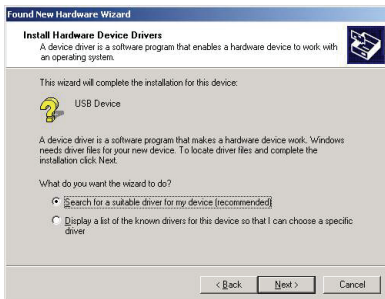 Found New Hardware Wizard
Install Hardware Device Drivers
A device driver is a software program that enables a hardware device to work with
an operating system.
This wizard will complete the installation for this device:
USB Device
A device driver is a software program that makes a hardware device work. Windows
needs driver files for your new device. To locate driver files and complete the
installation click Next.
What do you want the wizard to do?
Search for a suitable driver for my device (recommended)
Display a list of the known drivers for this device so that I can choose a specific
driver
< Back Next > Cancel